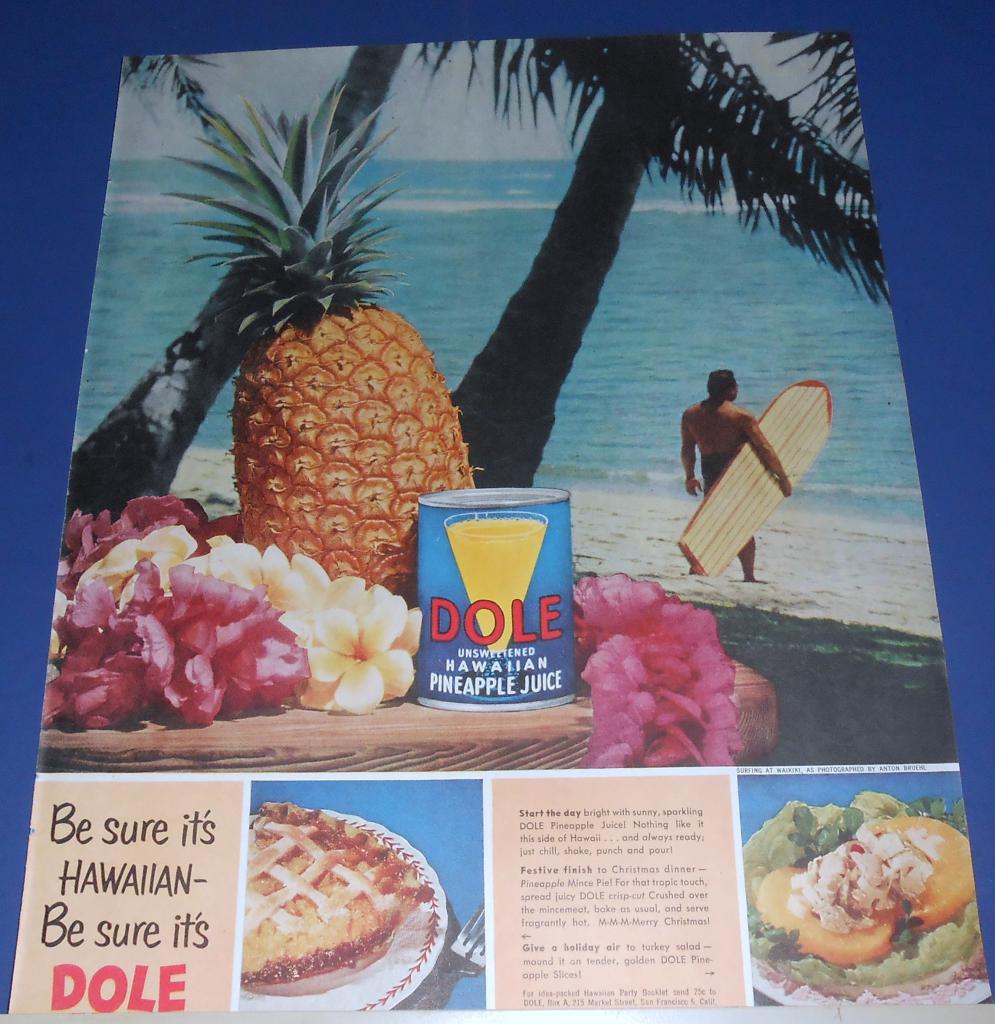 DOLE
UNSWEETENED
HAWAIIAN
PINEAPPLE JUICE
SURFING AT WAIKIKI, AS PHOTOGRAPHED BY ANTON BRUEHL
Be sure it's
HAWAIIAN-
Be sure it's
DOLE
Start the day bright with sunny, sparkling
DOLE Pineapple Juice! Nothing like it
this side of Hawaii . . . and always ready;
just chill, shake, punch and pour!
Festive finish to Christmas dinner —
Pineapple Mince Pie! For that tropic touch,
spread juicy DOLE crisp-cut Crushed over
the mincemeat, bake as usual, and serve
fragrantly hot. M-M-M-Merry Christmas!
←
Give a holiday air to turkey salad —
mound it on tender, golden DOLE Pine-
apple Slices! →
For idea-packed Hawaiian Party Booklet send 25c to
DOLE, Box A, 215 Market Street, San Francisco 6, Calif.